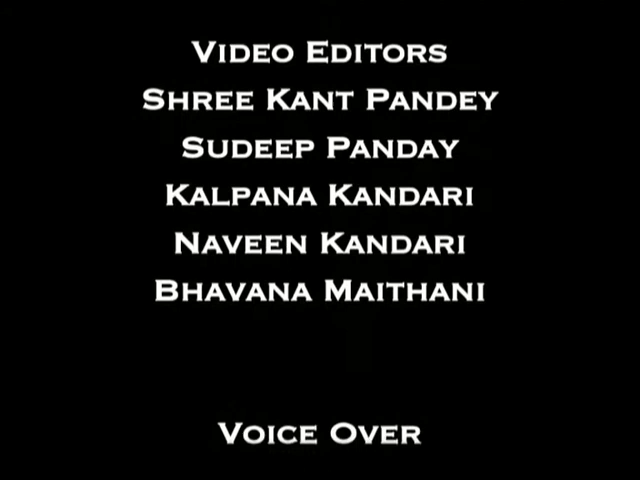 Video Editors
Shree Kant Pandey
Sudeep Panday
Kalpana Kandari
Naveen Kandari
Bhavana Maithani
Voice Over